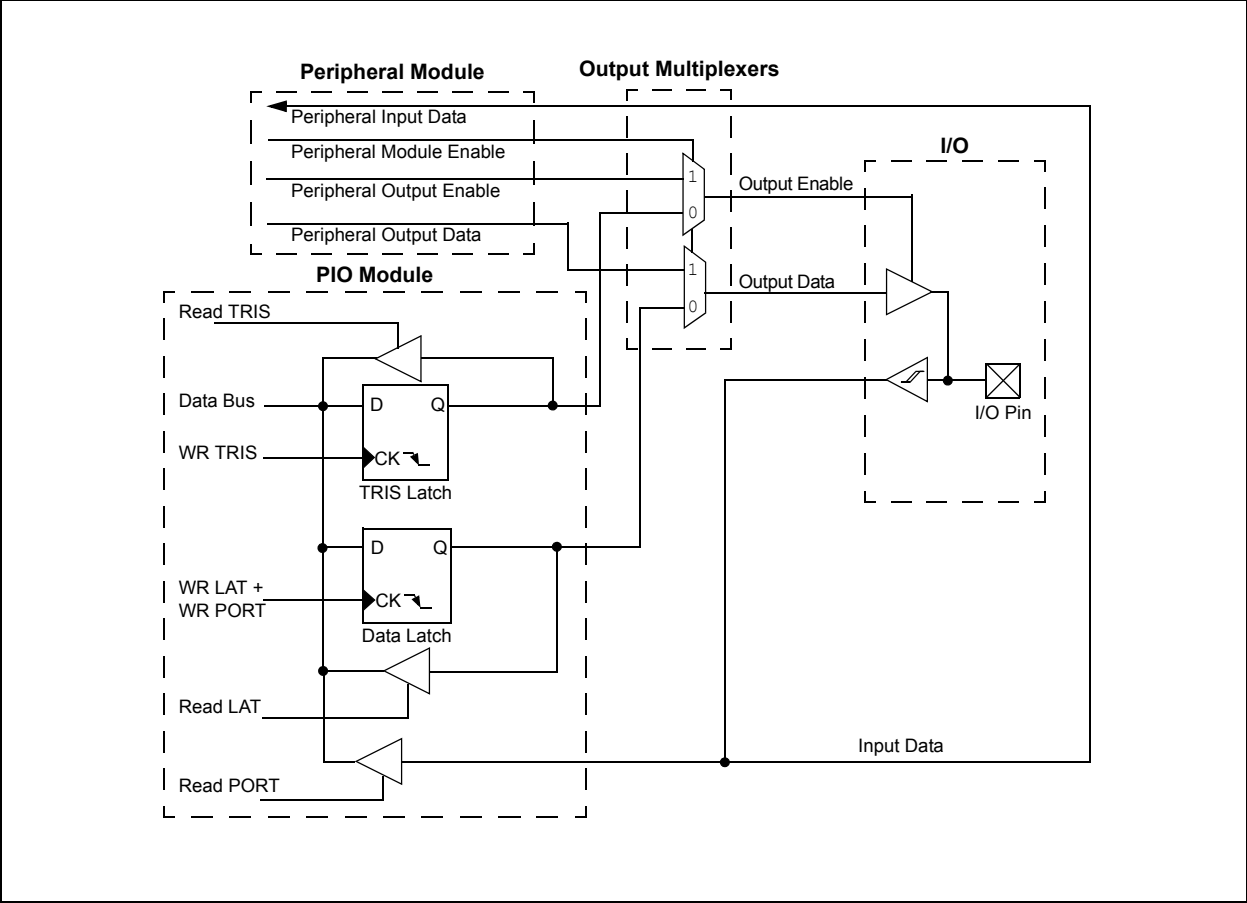 Peripheral Module
Output Multiplexers
Peripheral Input Data
Peripheral Module Enable
Peripheral Output Enable
Peripheral Output Data
1
0
1
0
Output Enable
Output Data
I/O
I/O Pin
PIO Module
Read TRIS
Data Bus
D
Q
WR TRIS
CK
TRIS Latch
D
Q
WR LAT +
WR PORT
CK
Data Latch
Read LAT
Read PORT
Input Data